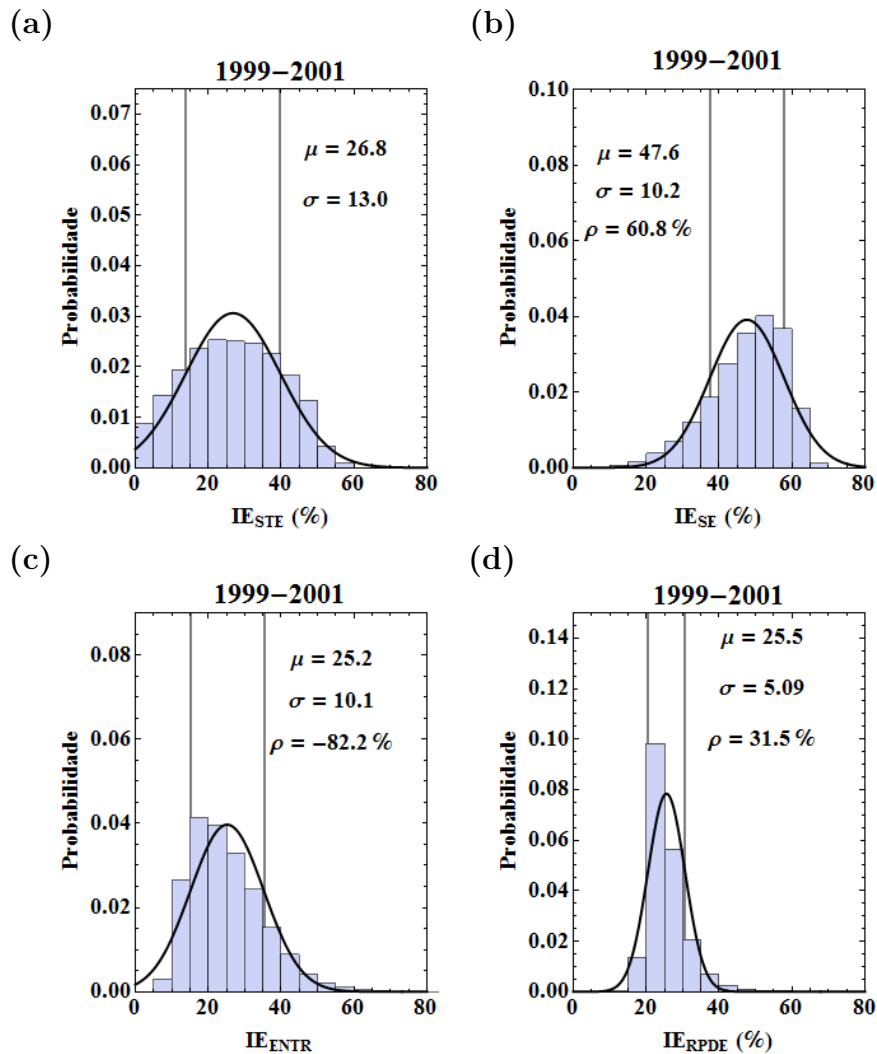 (a)
1999−2001
μ = 26.8
σ = 13.0
Probabilidade
0.07
0.06
0.05
0.04
0.03
0.02
0.01
0.00
0 20 40 60 80
IE_STE (%)
(b)
1999−2001
μ = 47.6
σ = 10.2
ρ = 60.8 %
Probabilidade
0.10
0.08
0.06
0.04
0.02
0.00
0 20 40 60 80
IE_SE (%)
(c)
1999−2001
μ = 25.2
σ = 10.1
ρ = −82.2 %
Probabilidade
0.08
0.06
0.04
0.02
0.00
0 20 40 60 80
IE_ENTR
(d)
1999−2001
μ = 25.5
σ = 5.09
ρ = 31.5 %
Probabilidade
0.14
0.12
0.10
0.08
0.06
0.04
0.02
0.00
0 20 40 60 80
IE_RPDE (%)